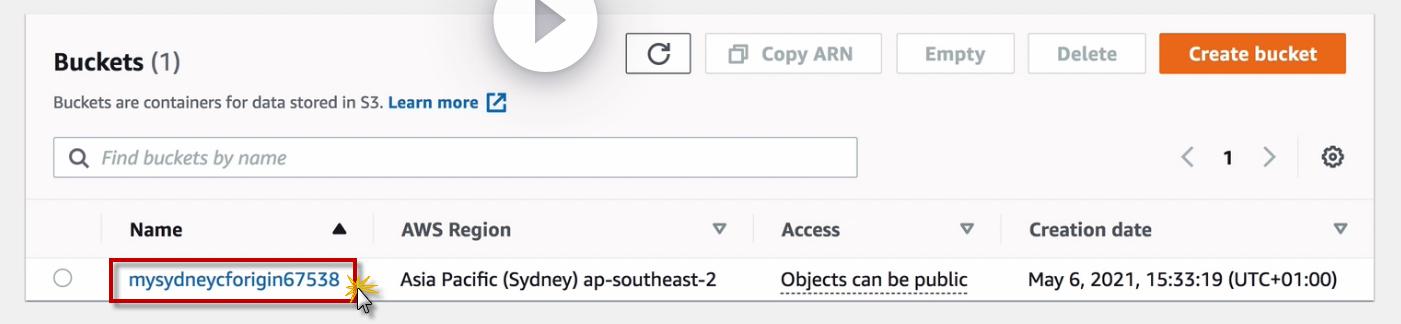 Buckets (1)
Copy ARN
Empty
Delete
Create bucket
Buckets are containers for data stored in S3. Learn more
Find buckets by name
1
Name
AWS Region
Access
Creation date
mysydneycforigin67538
Asia Pacific (Sydney) ap-southeast-2
Objects can be public
May 6, 2021, 15:33:19 (UTC+01:00)